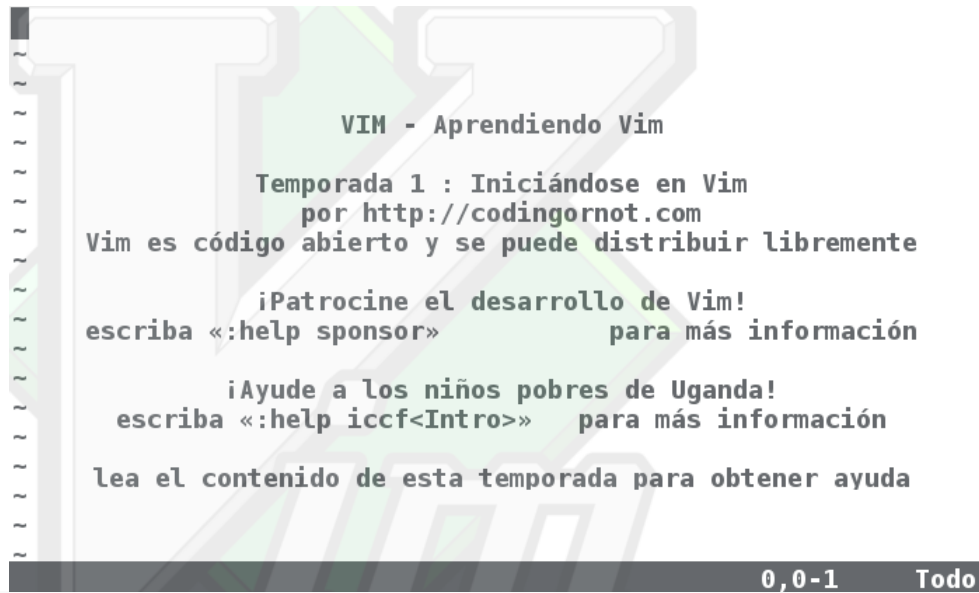 ~
~
~
VIM - Aprendiendo Vim
~
~
Temporada 1 : Iniciándose en Vim
~
por http://codingornot.com
~
Vim es código abierto y se puede distribuir libremente
~
~
¡Patrocine el desarrollo de Vim!
~
escriba «:help sponsor» para más información
~
~
¡Ayude a los niños pobres de Uganda!
~
escriba «:help iccf<Intro>» para más información
~
~
lea el contenido de esta temporada para obtener ayuda
~
~
~
0,0-1 Todo
Vim